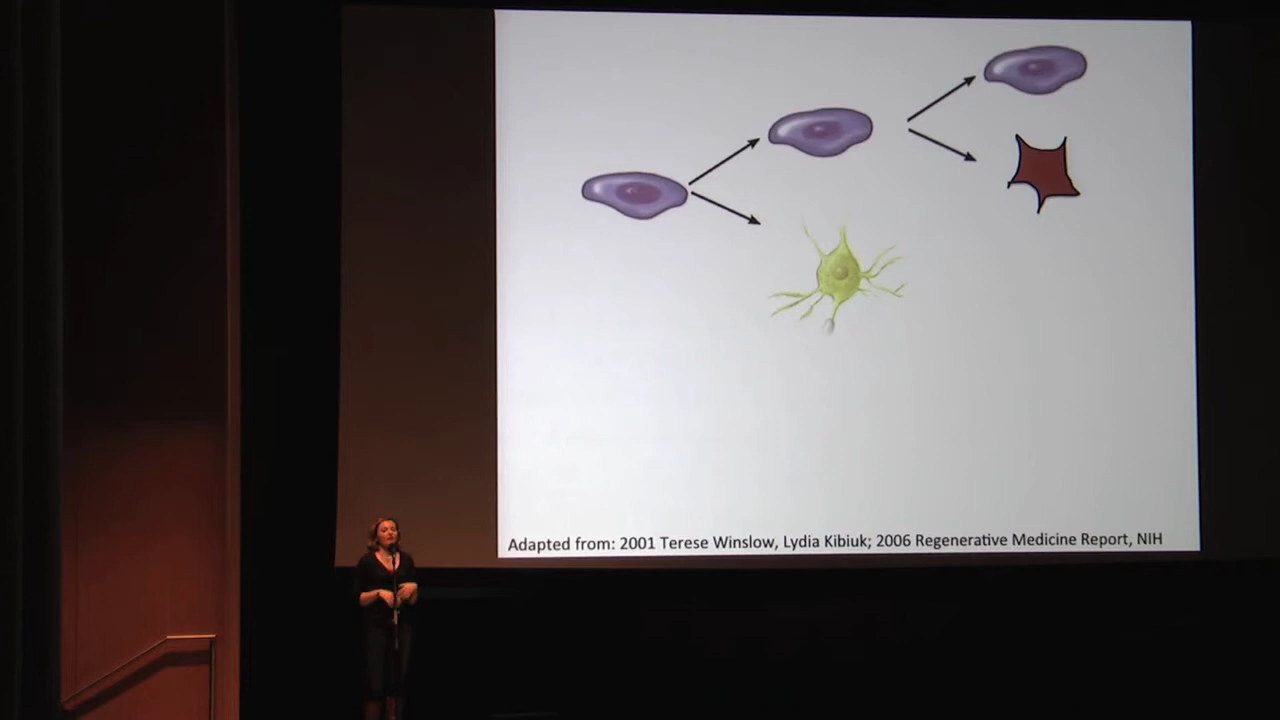 Adapted from: 2001 Terese Winslow, Lydia Kibiuk; 2006 Regenerative Medicine Report, NIH